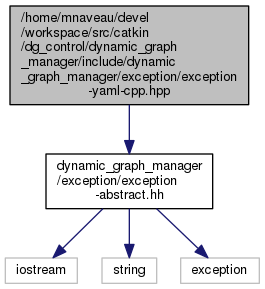 /home/mnaveau/devel
/workspace/src/catkin
/dg_control/dynamic_graph
_manager/include/dynamic
_graph_manager/exception/exception
-yaml-cpp.hpp
dynamic_graph_manager
/exception/exception
-abstract.hh
iostream
string
exception